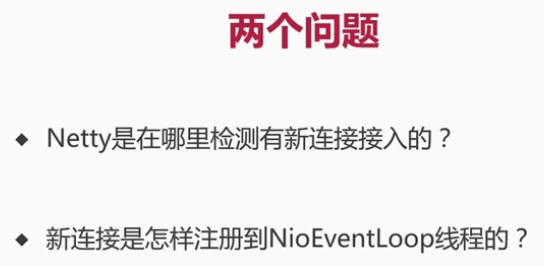 两个问题
◆ Netty是在哪里检测有新连接接入的？
◆ 新连接是怎样注册到NioEventLoop线程的？